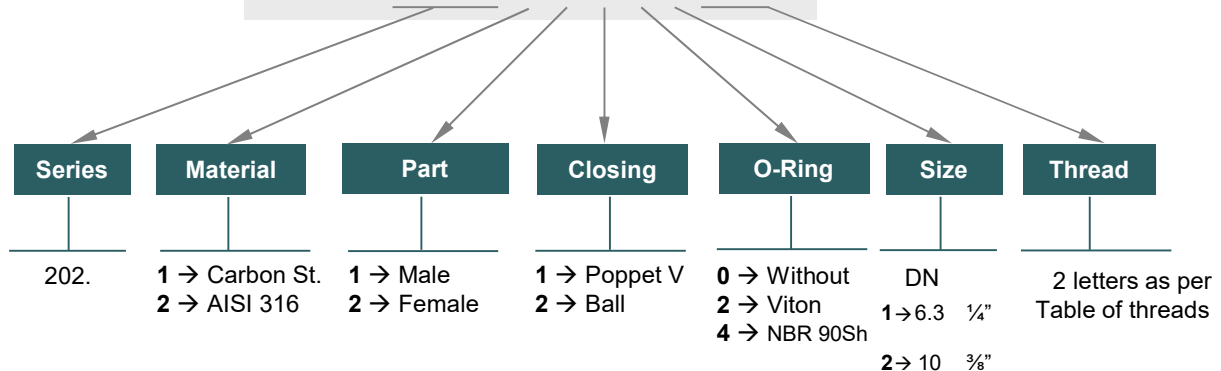 Series Material Part Closing O-Ring Size Thread
202.
1 → Carbon St.
2 → AISI 316
1 → Male
2 → Female
1 → Poppet V
2 → Ball
0 → Without
2 → Viton
4 → NBR 90Sh
DN
1→6.3 ¼”
2→ 10 ⅜”
2 letters as per
Table of threads